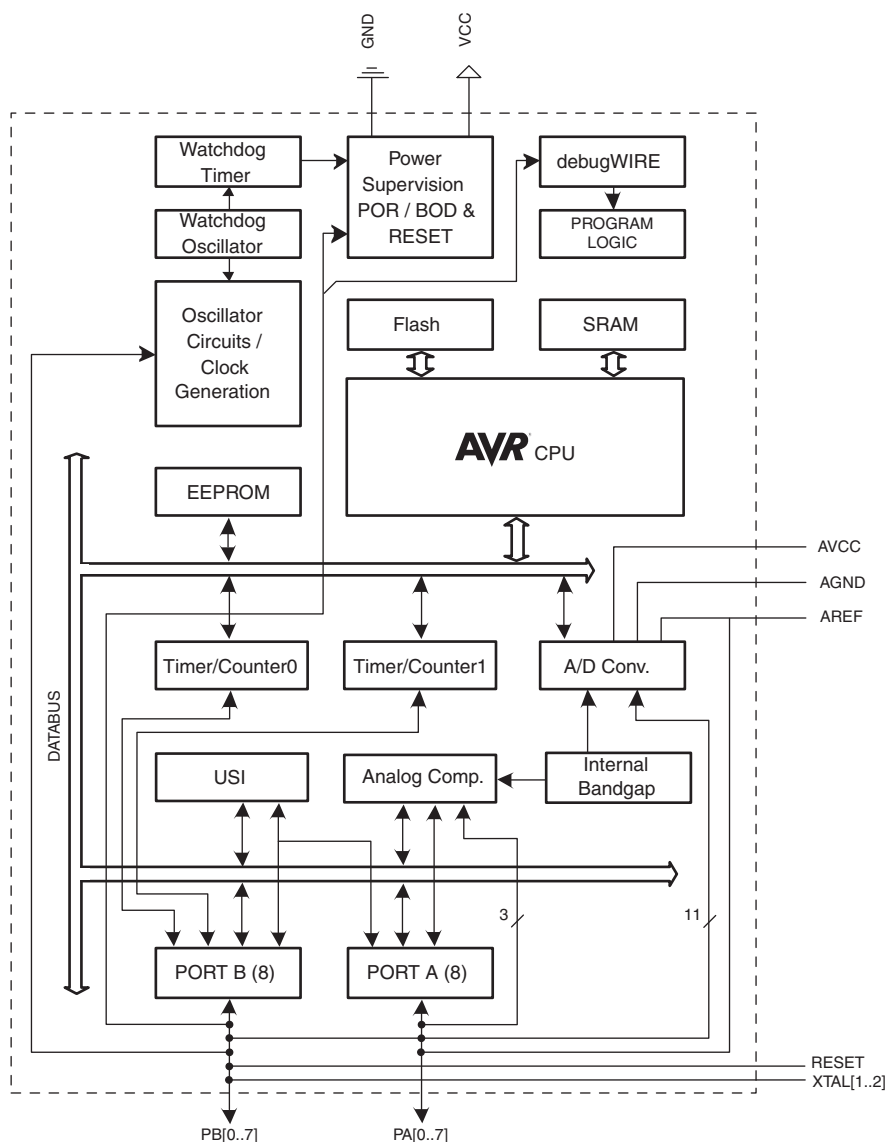 GND
VCC
Watchdog
Timer
Power
Supervision
POR / BOD &
RESET
debugWIRE
Watchdog
Oscillator
PROGRAM
LOGIC
Oscillator
Circuits /
Clock
Generation
Flash
SRAM
AVR CPU
EEPROM
AVCC
AGND
AREF
Timer/Counter0
Timer/Counter1
A/D Conv.
DATABUS
USI
Analog Comp.
Internal
Bandgap
3
11
PORT B (8)
PORT A (8)
RESET
XTAL[1..2]
PB[0..7]
PA[0..7]